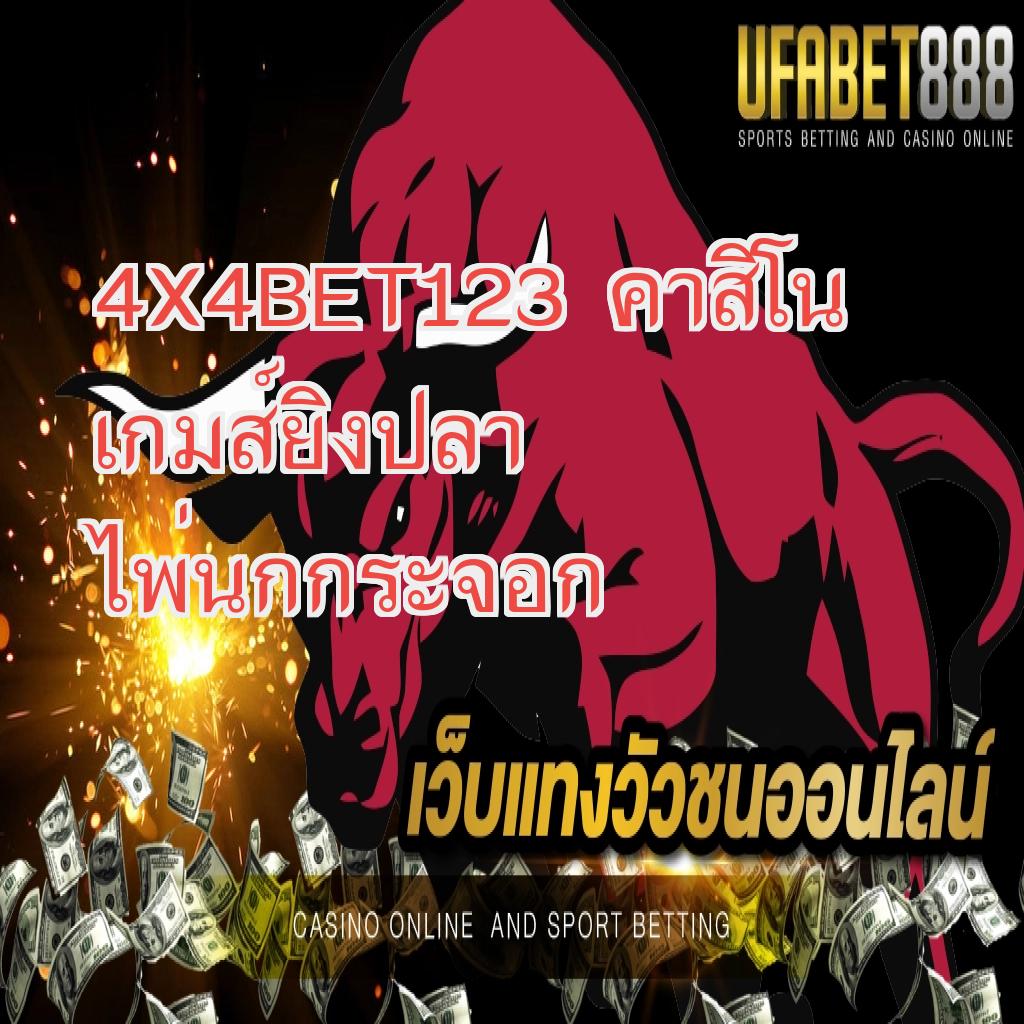 UFABET888
SPORTS BETTING AND CASINO ONLINE
4X4BET123 คาสิโน
เกมส์ยิงปลา
ไพ่นกกระจอก
เว็บแทงวัวชนออนไลน์
CASINO ONLINE AND SPORT BETTING